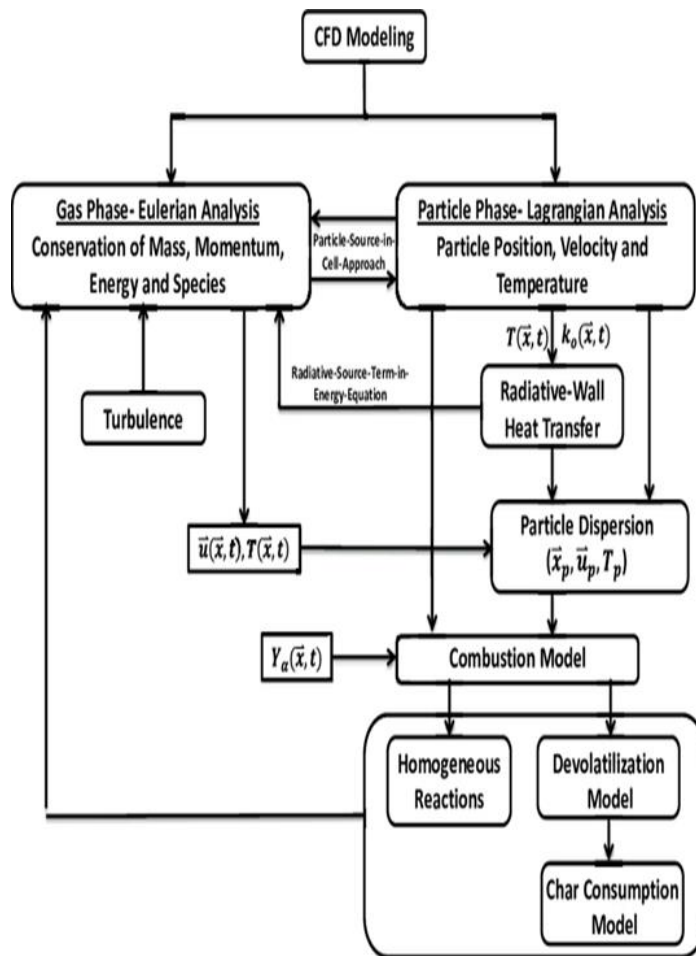 CFD Modeling
Gas Phase- Eulerian Analysis
Conservation of Mass, Momentum,
Energy and Species
Particle-Source-in-
Cell-Approach
Particle Phase- Lagrangian Analysis
Particle Position, Velocity and
Temperature
T(x⃗,t) k₀(x⃗,t)
Radiative-Source-Term-in-
Energy-Equation
Radiative-Wall
Heat Transfer
Turbulence
u⃗(x⃗,t),T(x⃗,t)
Particle Dispersion
(x⃗ₚ,u⃗ₚ,Tₚ)
Yα(x⃗,t)
Combustion Model
Homogeneous
Reactions
Devolatilization
Model
Char Consumption
Model